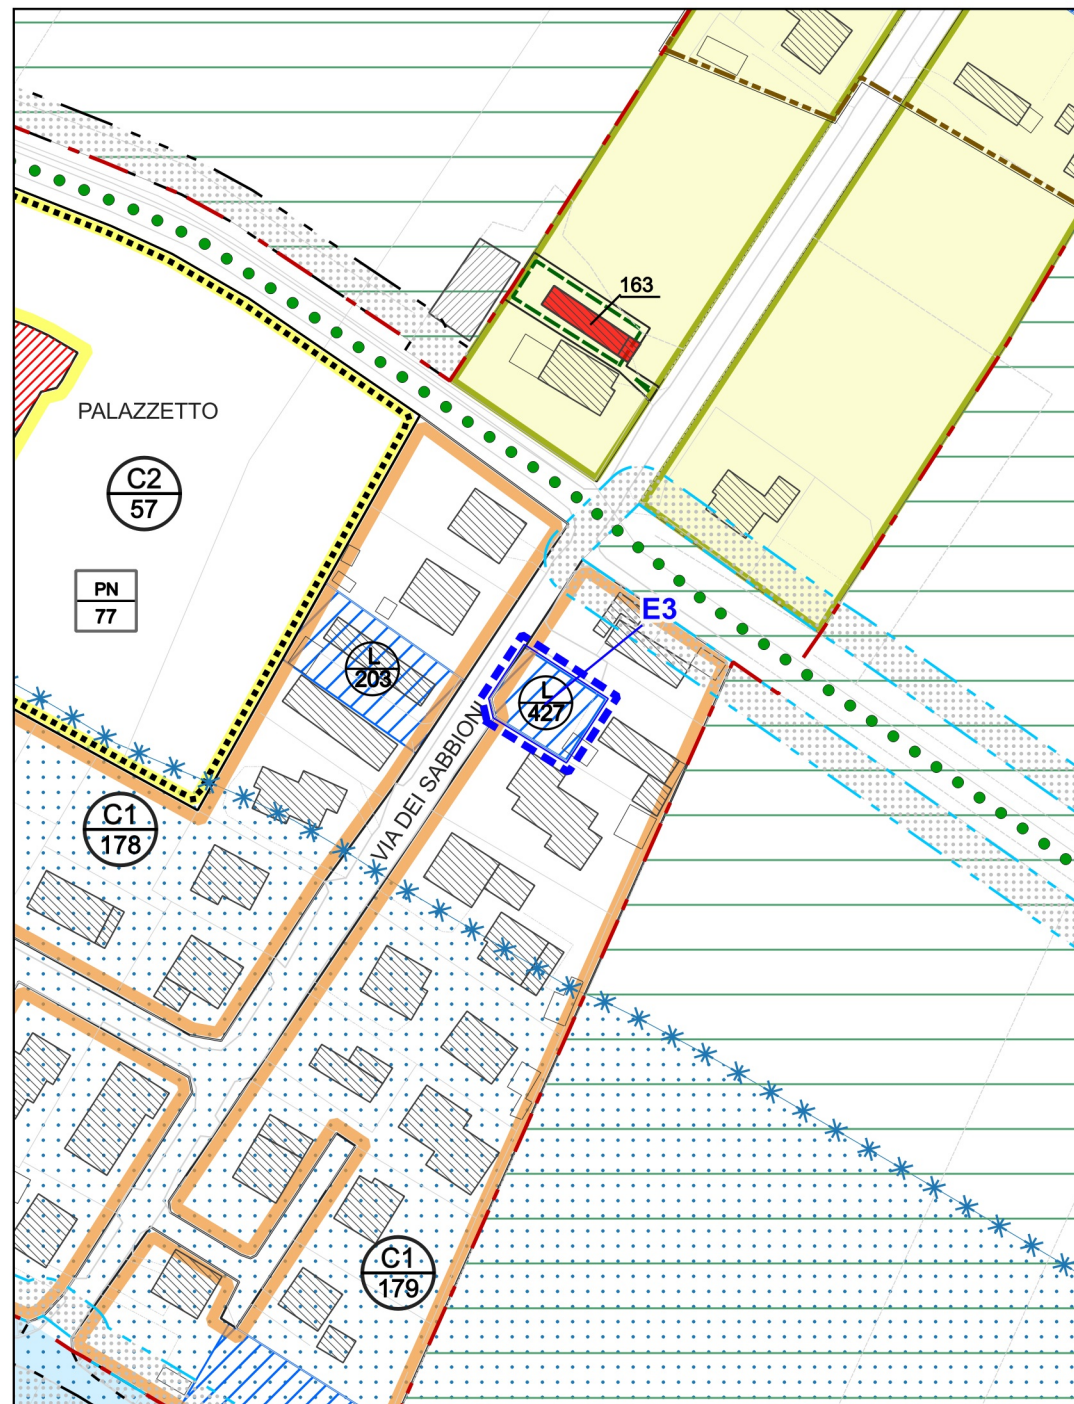 163
PALAZZETTO
C2
57
PN
77
E3
L
203
L
427
VIA DEI SABBIONI
C1
178
C1
179